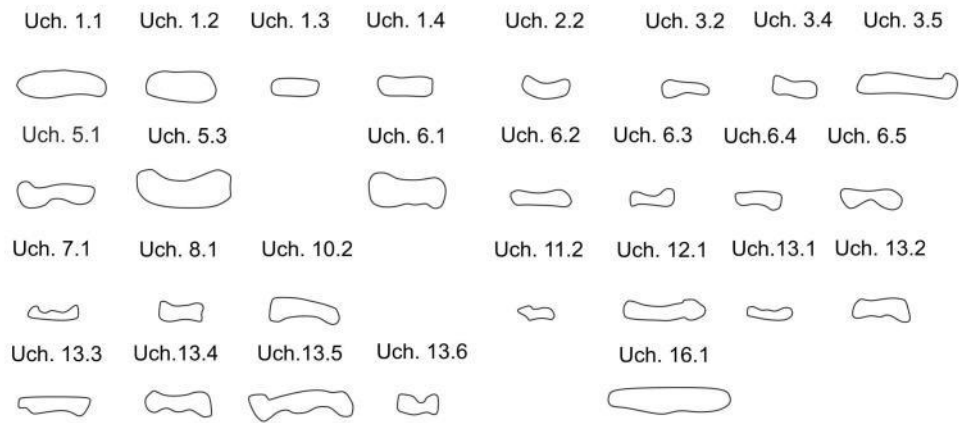 Uch. 1.1 Uch. 1.2 Uch. 1.3 Uch. 1.4 Uch. 2.2 Uch. 3.2 Uch. 3.4 Uch. 3.5
Uch. 5.1 Uch. 5.3 Uch. 6.1 Uch. 6.2 Uch. 6.3 Uch.6.4 Uch. 6.5
Uch. 7.1 Uch. 8.1 Uch. 10.2 Uch. 11.2 Uch. 12.1 Uch.13.1 Uch. 13.2
Uch. 13.3 Uch.13.4 Uch.13.5 Uch. 13.6 Uch. 16.1